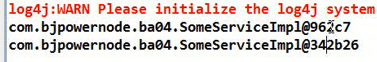 log4j:WARN Please initialize the log4j system
com.bjpowernode.ba04.SomeServiceImpl@962c7
com.bjpowernode.ba04.SomeServiceImpl@342b26